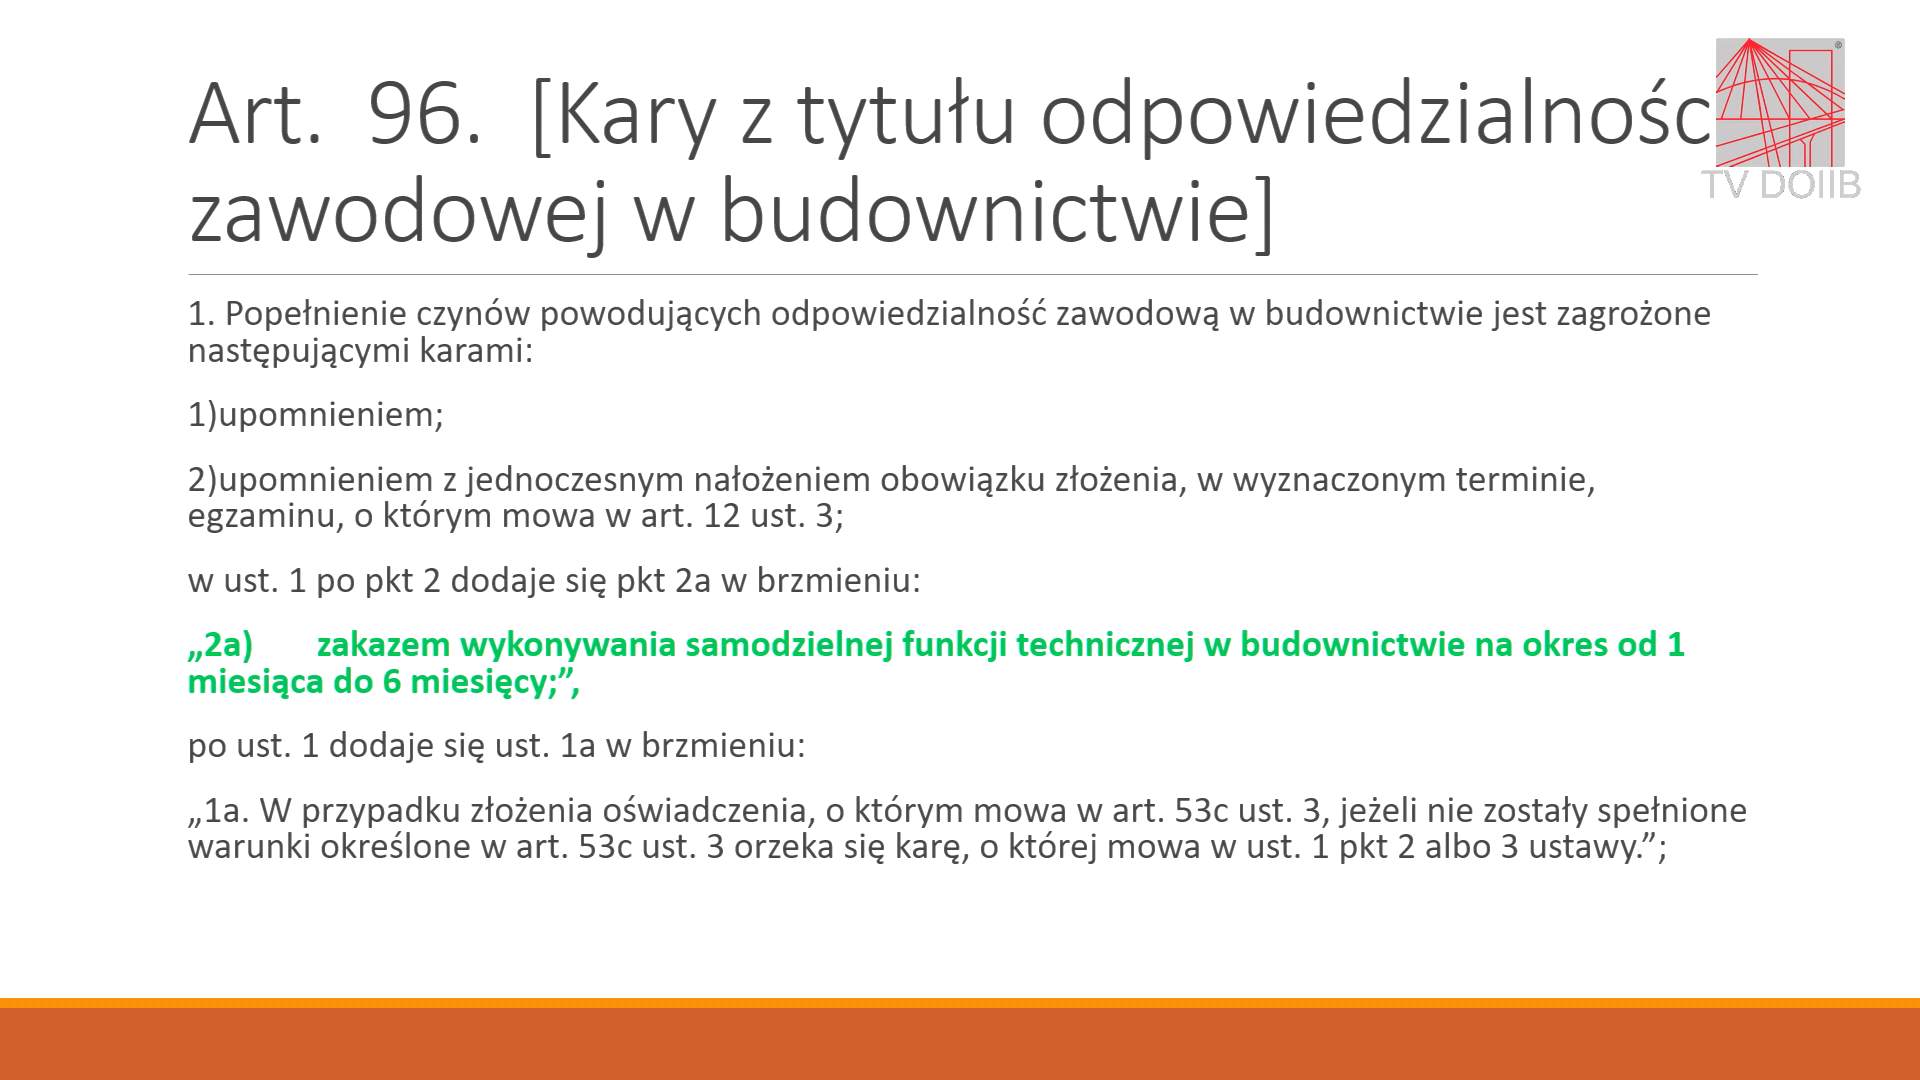 Art. 96. [Kary z tytułu odpowiedzialnośc
zawodowej w budownictwie]
®
TV DOIIB
1. Popełnienie czynów powodujących odpowiedzialność zawodową w budownictwie jest zagrożone
następującymi karami:
1)upomnieniem;
2)upomnieniem z jednoczesnym nałożeniem obowiązku złożenia, w wyznaczonym terminie,
egzaminu, o którym mowa w art. 12 ust. 3;
w ust. 1 po pkt 2 dodaje się pkt 2a w brzmieniu:
„2a) zakazem wykonywania samodzielnej funkcji technicznej w budownictwie na okres od 1
miesiąca do 6 miesięcy;”,
po ust. 1 dodaje się ust. 1a w brzmieniu:
„1a. W przypadku złożenia oświadczenia, o którym mowa w art. 53c ust. 3, jeżeli nie zostały spełnione
warunki określone w art. 53c ust. 3 orzeka się karę, o której mowa w ust. 1 pkt 2 albo 3 ustawy.”;